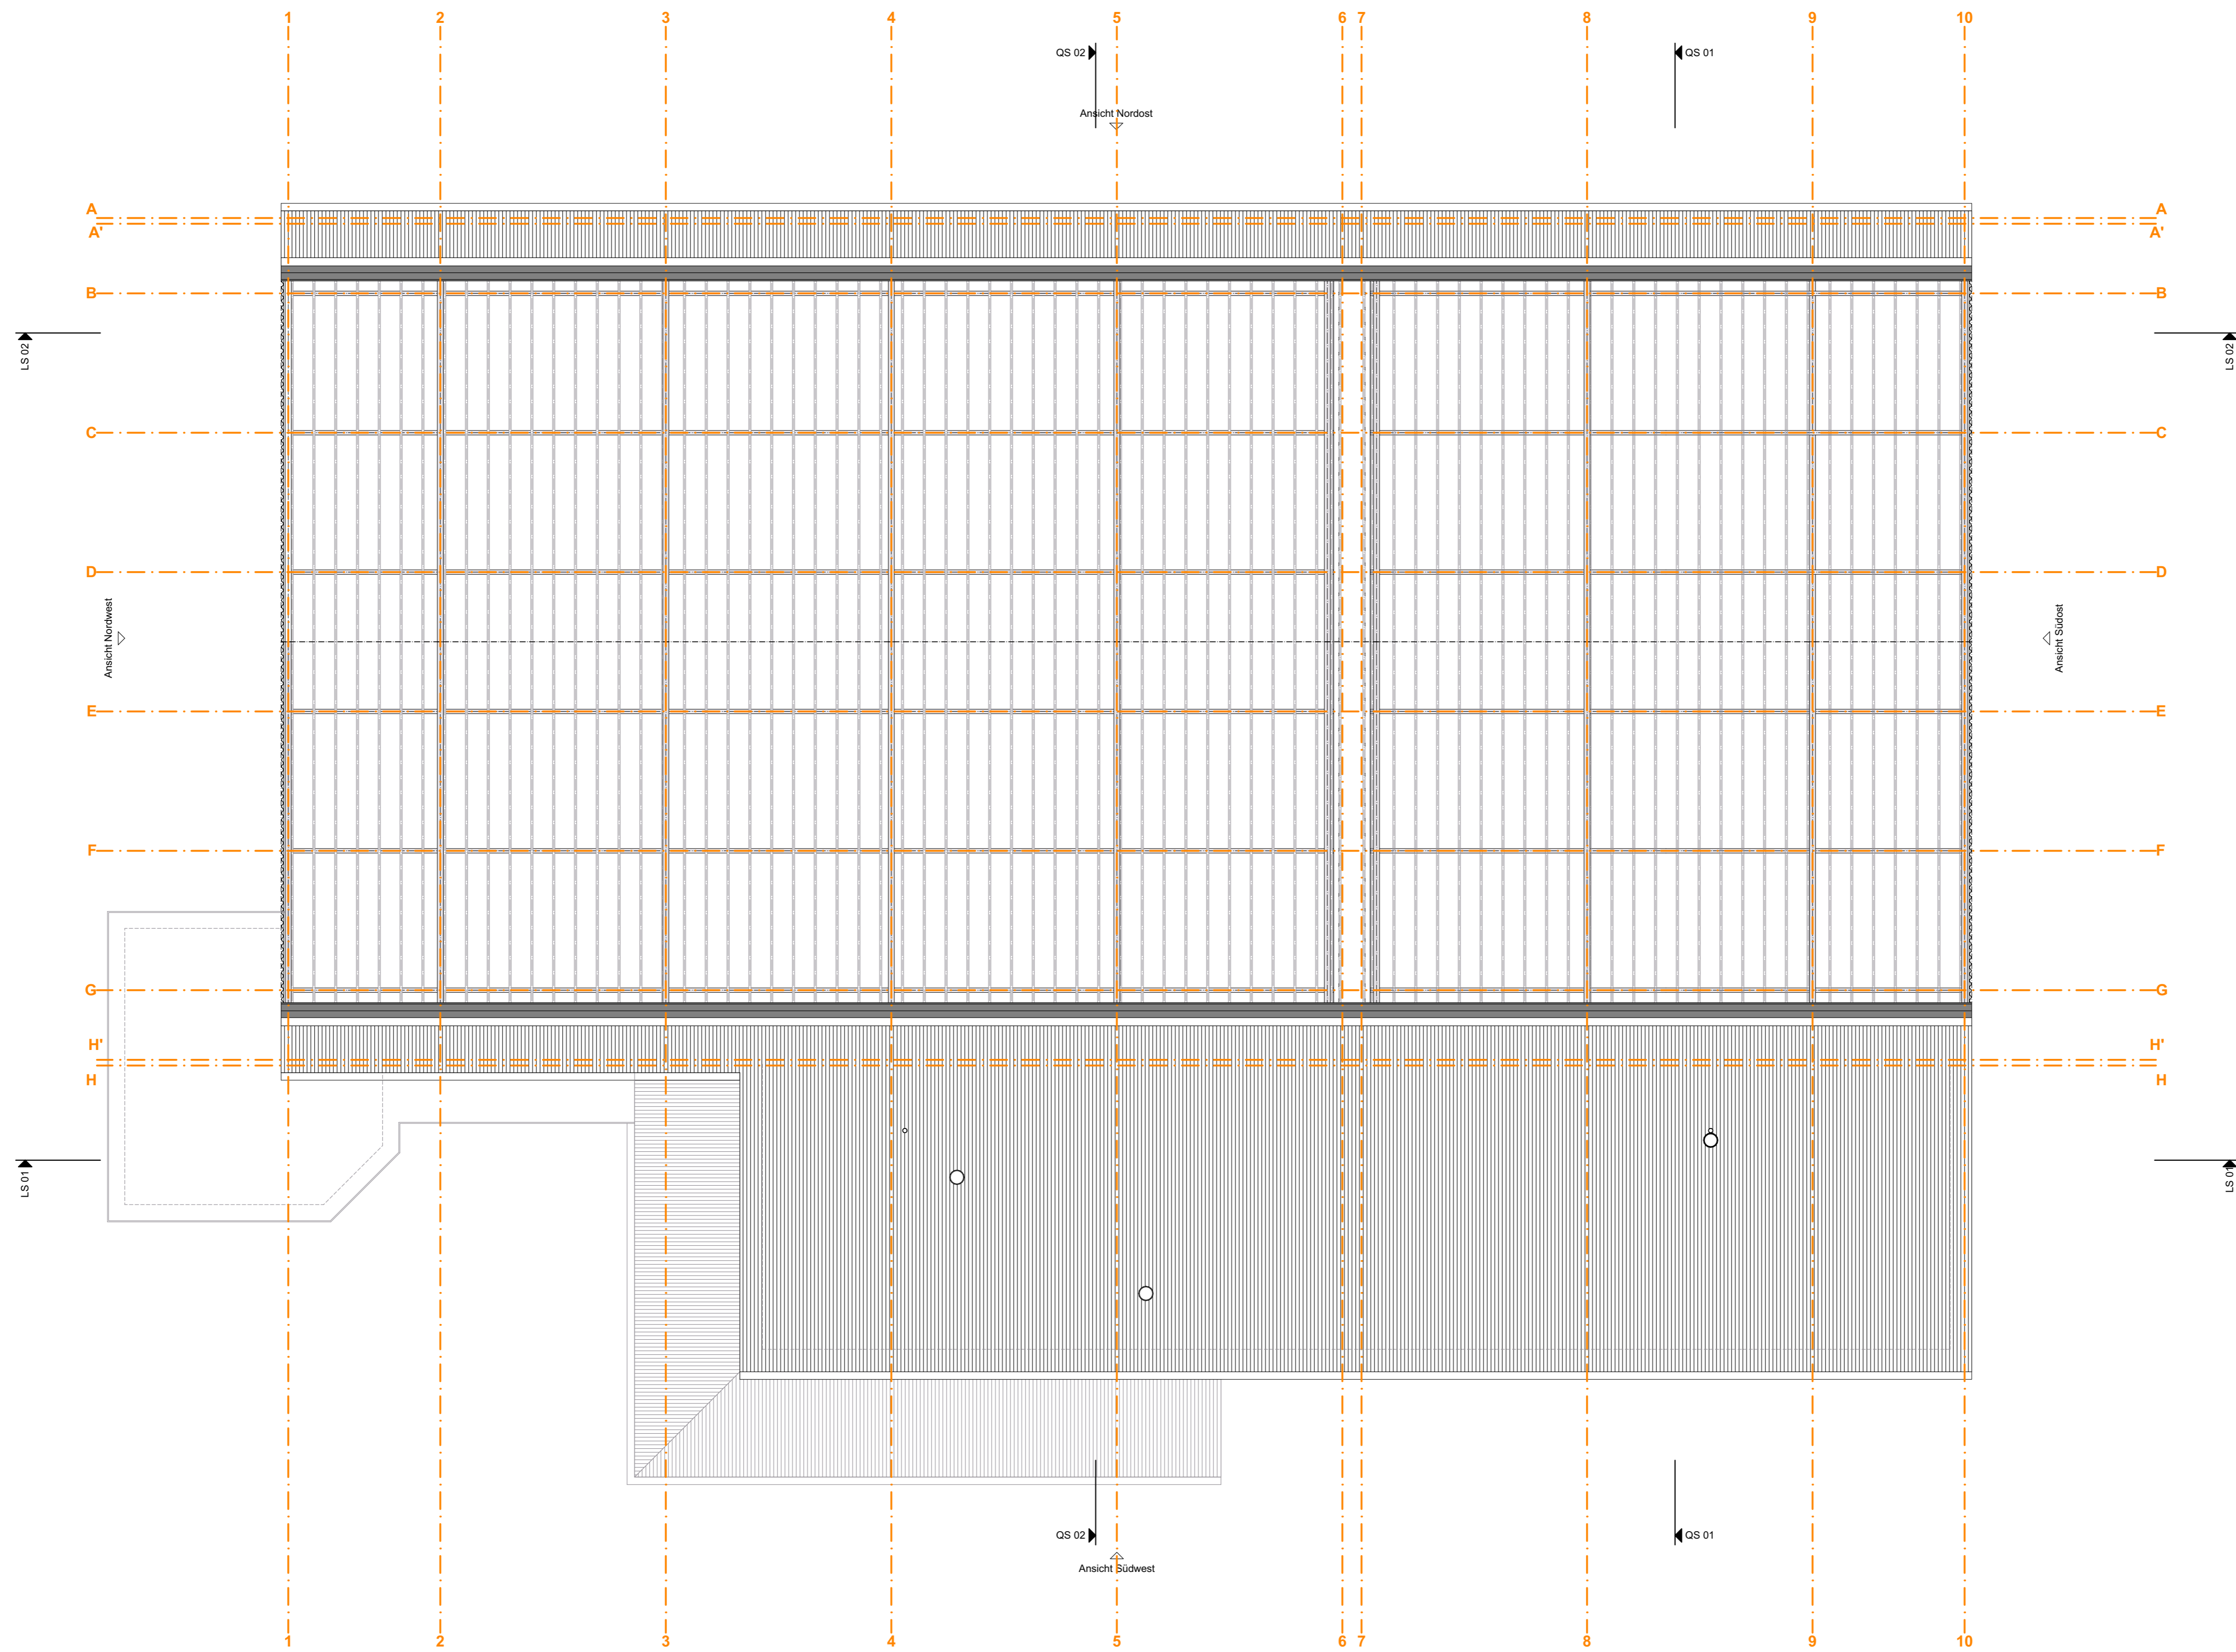 1 2 3 4 5 6 7 8 9 10
QS 02 QS 01
Ansicht Nordost
A A
A' A'
B B
LS 02 LS 02
C C
D D
Ansicht Nordwest Ansicht Südost
E E
F F
G G
H' H'
H H
LS 01 LS 01
QS 02 QS 01
Ansicht Südwest
1 2 3 4 5 6 7 8 9 10